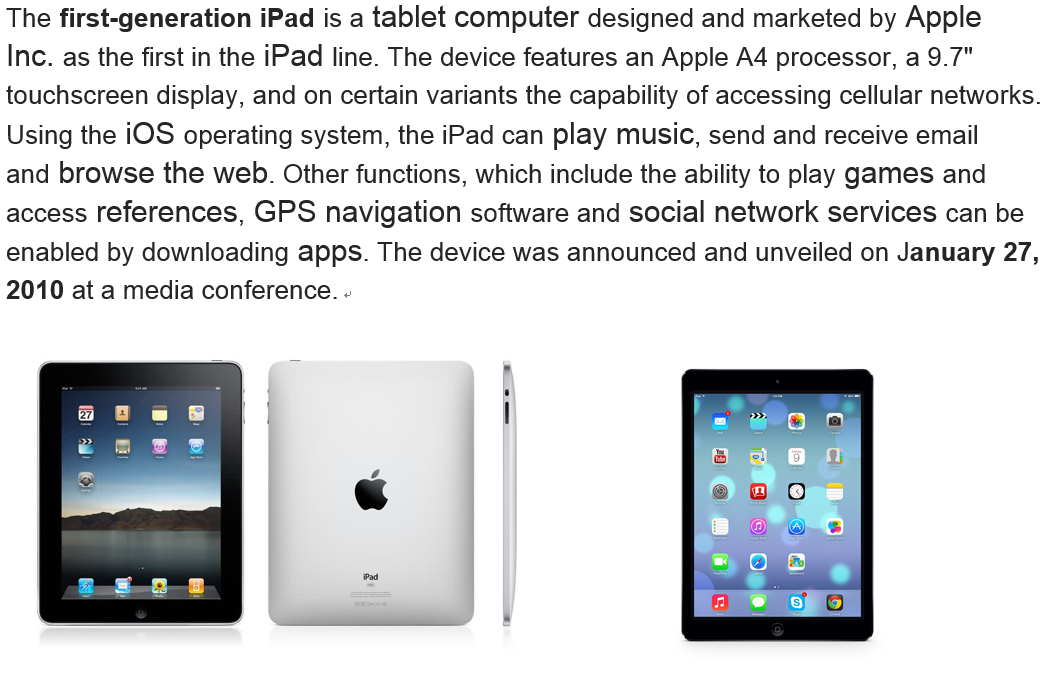 The first-generation iPad is a tablet computer designed and marketed by Apple
Inc. as the first in the iPad line. The device features an Apple A4 processor, a 9.7"
touchscreen display, and on certain variants the capability of accessing cellular networks.
Using the iOS operating system, the iPad can play music, send and receive email
and browse the web. Other functions, which include the ability to play games and
access references, GPS navigation software and social network services can be
enabled by downloading apps. The device was announced and unveiled on January 27,
2010 at a media conference.
27
iPad
You
Tube
9